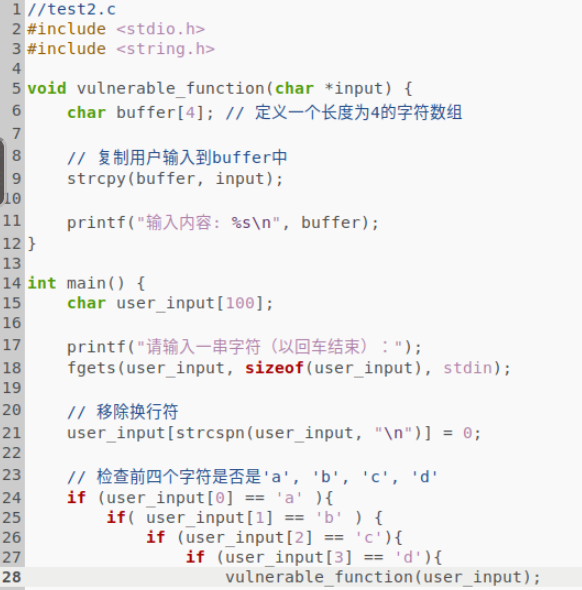 1 //test2.c
2 #include <stdio.h>
3 #include <string.h>
4
5 void vulnerable_function(char *input) {
6     char buffer[4]; // 定义一个长度为4的字符数组
7
8     // 复制用户输入到buffer中
9     strcpy(buffer, input);
10
11     printf("输入内容: %s\n", buffer);
12 }
13
14 int main() {
15     char user_input[100];
16
17     printf("请输入一串字符（以回车结束）：");
18     fgets(user_input, sizeof(user_input), stdin);
19
20     // 移除换行符
21     user_input[strcspn(user_input, "\n")] = 0;
22
23     // 检查前四个字符是否是'a', 'b', 'c', 'd'
24     if (user_input[0] == 'a' ){
25         if( user_input[1] == 'b' ) {
26             if (user_input[2] == 'c'){
27                 if (user_input[3] == 'd'){
28                     vulnerable_function(user_input);